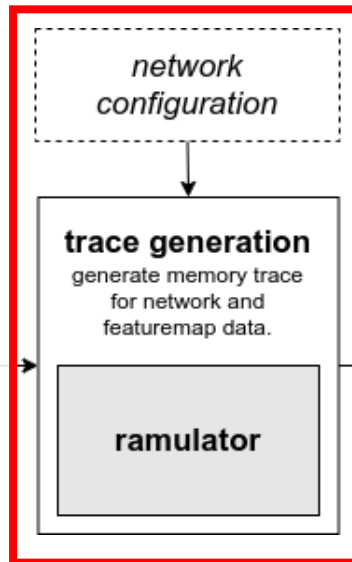 network
configuration
trace generation
generate memory trace
for network and
featuremap data.
ramulator